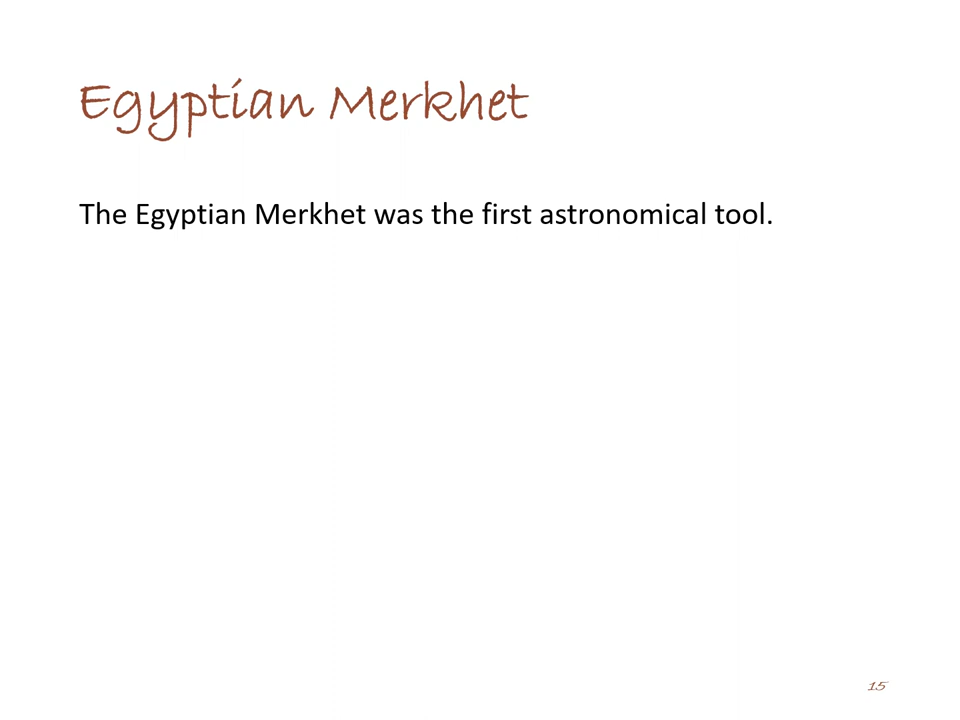 Egyptian Merkhet
The Egyptian Merkhet was the first astronomical tool.
15